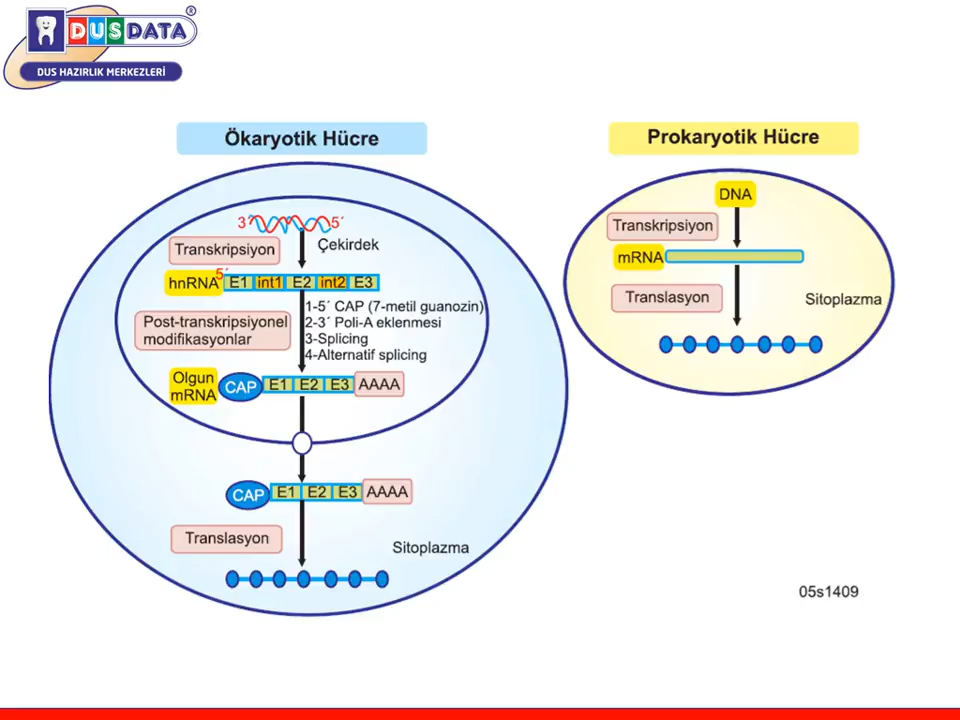 DUSDATA®
DUS HAZIRLIK MERKEZLERİ
Ökaryotik Hücre
3´ 5´
Transkripsiyon
Çekirdek
5´
hnRNA E1 int1 E2 int2 E3
Post-transkripsiyonel
modifikasyonlar
1-5´ CAP (7-metil guanozin)
2-3´ Poli-A eklenmesi
3-Splicing
4-Alternatif splicing
Olgun
mRNA
CAP E1 E2 E3 AAAA
CAP E1 E2 E3 AAAA
Translasyon
Sitoplazma
Prokaryotik Hücre
DNA
Transkripsiyon
mRNA
Translasyon
Sitoplazma
05s1409